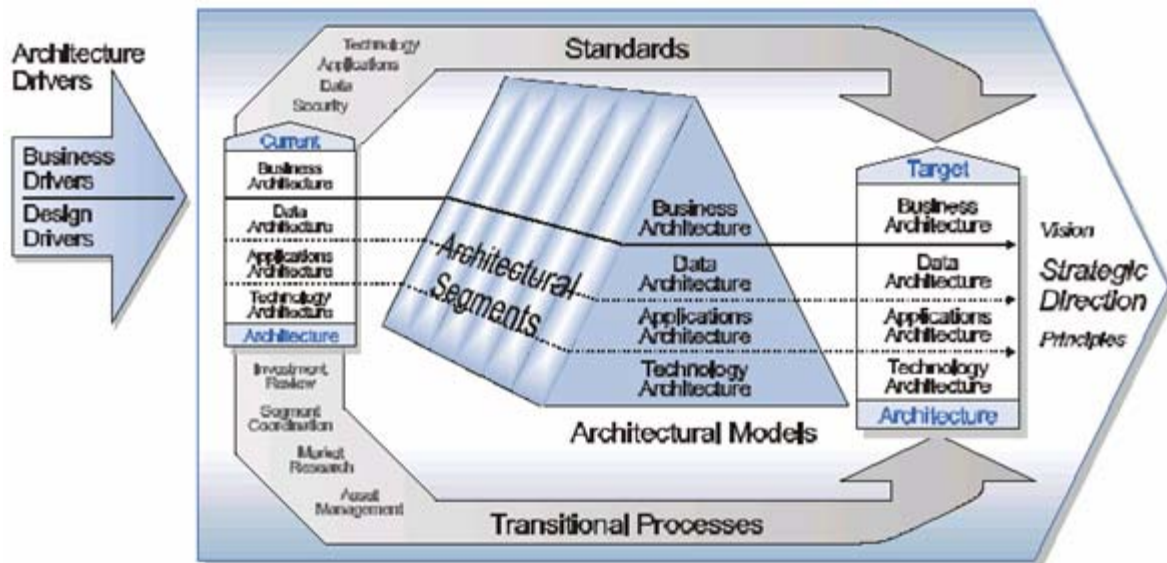 Architecture
Drivers
Business
Drivers
Design
Drivers
Technology
Applications
Data
Security
Standards
Current
Business
Architecture
Data
Architecture
Applications
Architecture
Technology
Architecture
Architecture
Investment
Review
Segment
Coordination
Market
Research
Asset
Management
Transitional Processes
Architectural
Segments
Business
Architecture
Data
Architecture
Applications
Architecture
Technology
Architecture
Architectural Models
Target
Business
Architecture
Data
Architecture
Applications
Architecture
Technology
Architecture
Architecture
Vision
Strategic
Direction
Principles